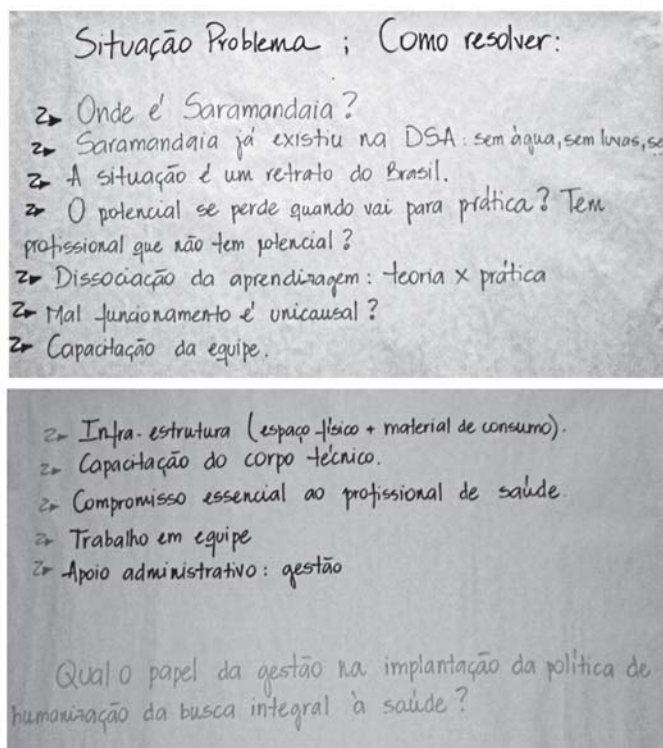 Situação Problema ; Como resolver:
Onde é Saramandaia?
Saramandaia já existiu na DSA: sem água, sem luvas, se
A situação é um retrato do Brasil.
O potencial se perde quando vai para prática? Tem
profissional que não tem potencial?
Dissociação da aprendizagem: teoria x prática
Mal funcionamento é unicausal?
Capacitação da equipe.
Infra-estrutura (espaço físico + material de consumo).
Capacitação do corpo técnico.
Compromisso essencial ao profissional de saúde.
Trabalho em equipe
Apoio administrativo: gestão
Qual o papel da gestão na implantação da política de
humanização da busca integral à saúde?